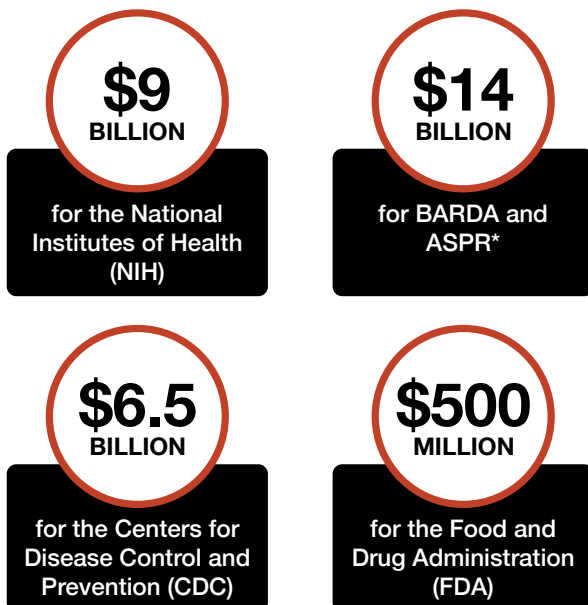 $9
BILLION
for the National
Institutes of Health
(NIH)
$14
BILLION
for BARDA and
ASPR*
$6.5
BILLION
for the Centers for
Disease Control and
Prevention (CDC)
$500
MILLION
for the Food and
Drug Administration
(FDA)